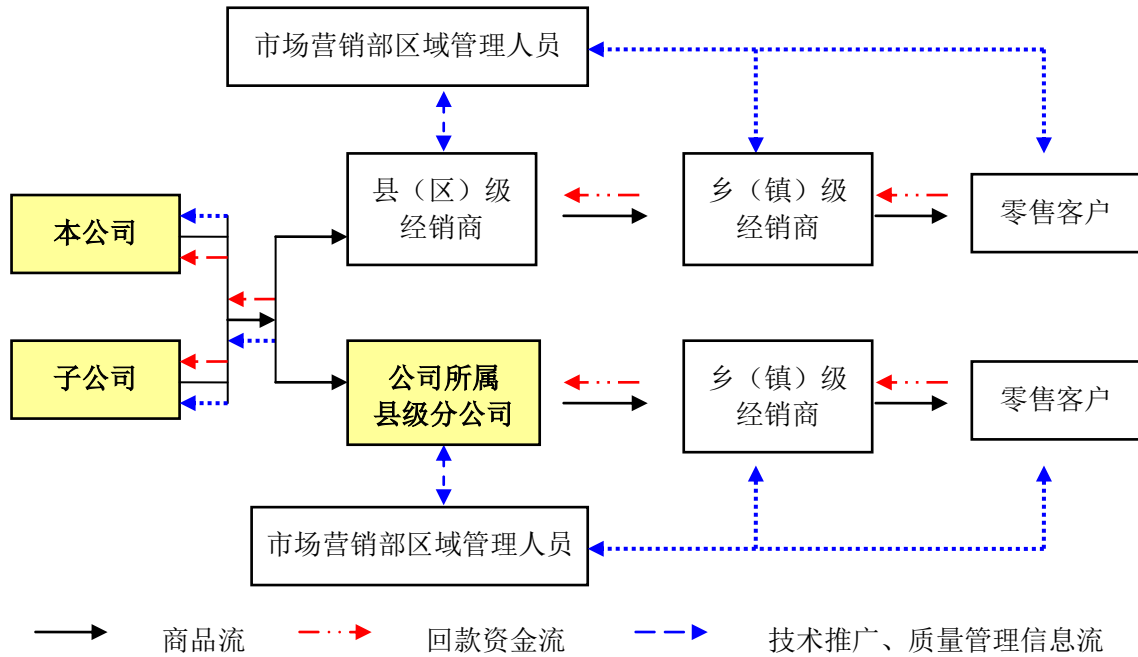 市场营销部区域管理人员
县（区）级
经销商
乡（镇）级
经销商
零售客户
本公司
子公司
公司所属
县级分公司
乡（镇）级
经销商
零售客户
市场营销部区域管理人员
商品流
回款资金流
技术推广、质量管理信息流